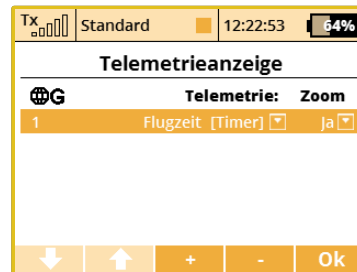 Tx Standard 12:22:53 64%
Telemetrieanzeige
G Telemetrie: Zoom
1 Flugzeit [Timer] Ja
+ - Ok